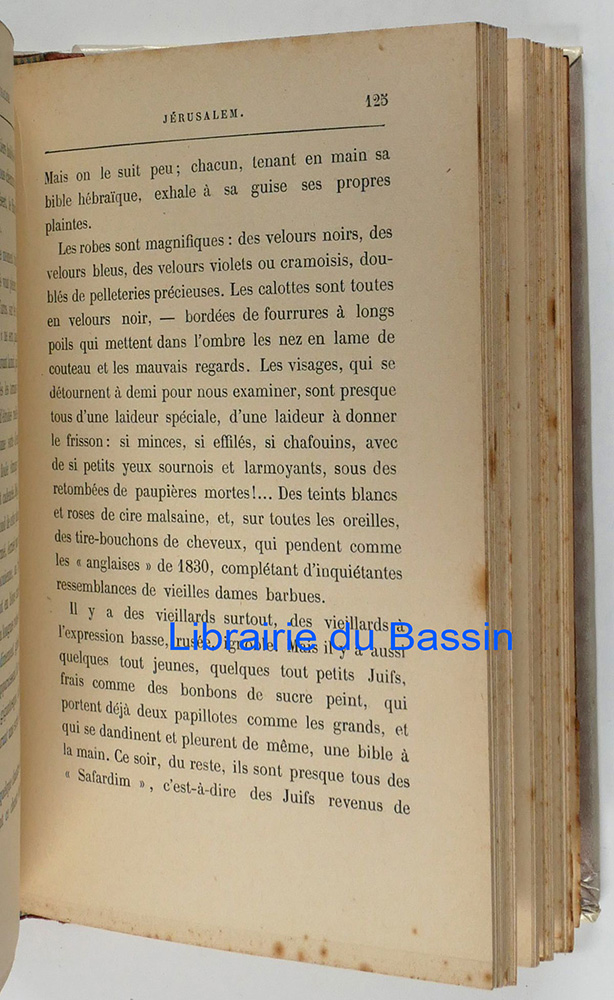 JÉRUSALEM.
125
Mais on le suit peu; chacun, tenant en main sa
bible hébraïque, exhale à sa guise ses propres
plaintes.
Les robes sont magnifiques : des velours noirs, des
velours bleus, des velours violets ou cramoisis, dou-
blés de pelleteries précieuses. Les calottes sont toutes
en velours noir, — bordées de fourrures à longs
poils qui mettent dans l'ombre les nez en lame de
couteau et les mauvais regards. Les visages, qui se
détournent à demi pour nous examiner, sont presque
tous d'une laideur spéciale, d'une laideur à donner
le frisson : si minces, si effilés, si chafouins, avec
de si petits yeux sournois et larmoyants, sous des
retombées de paupières mortes!... Des teints blancs
et roses de cire malsaine, et, sur toutes les oreilles,
des tire-bouchons de cheveux, qui pendent comme
les « anglaises » de 1830, complétant d'inquiétantes
ressemblances de vieilles dames barbues.
Il y a des vieillards surtout, des vieillards à
l'expression basse, rusée, ignoble. Mais il y a aussi
Librairie du Bassin
quelques tout jeunes, quelques tout petits Juifs,
frais comme des bonbons de sucre peint, qui
portent déjà deux papillotes comme les grands, et
qui se dandinent et pleurent de même, une bible à
la main. Ce soir, du reste, ils sont presque tous des
« Safardim », c'est-à-dire des Juifs revenus de